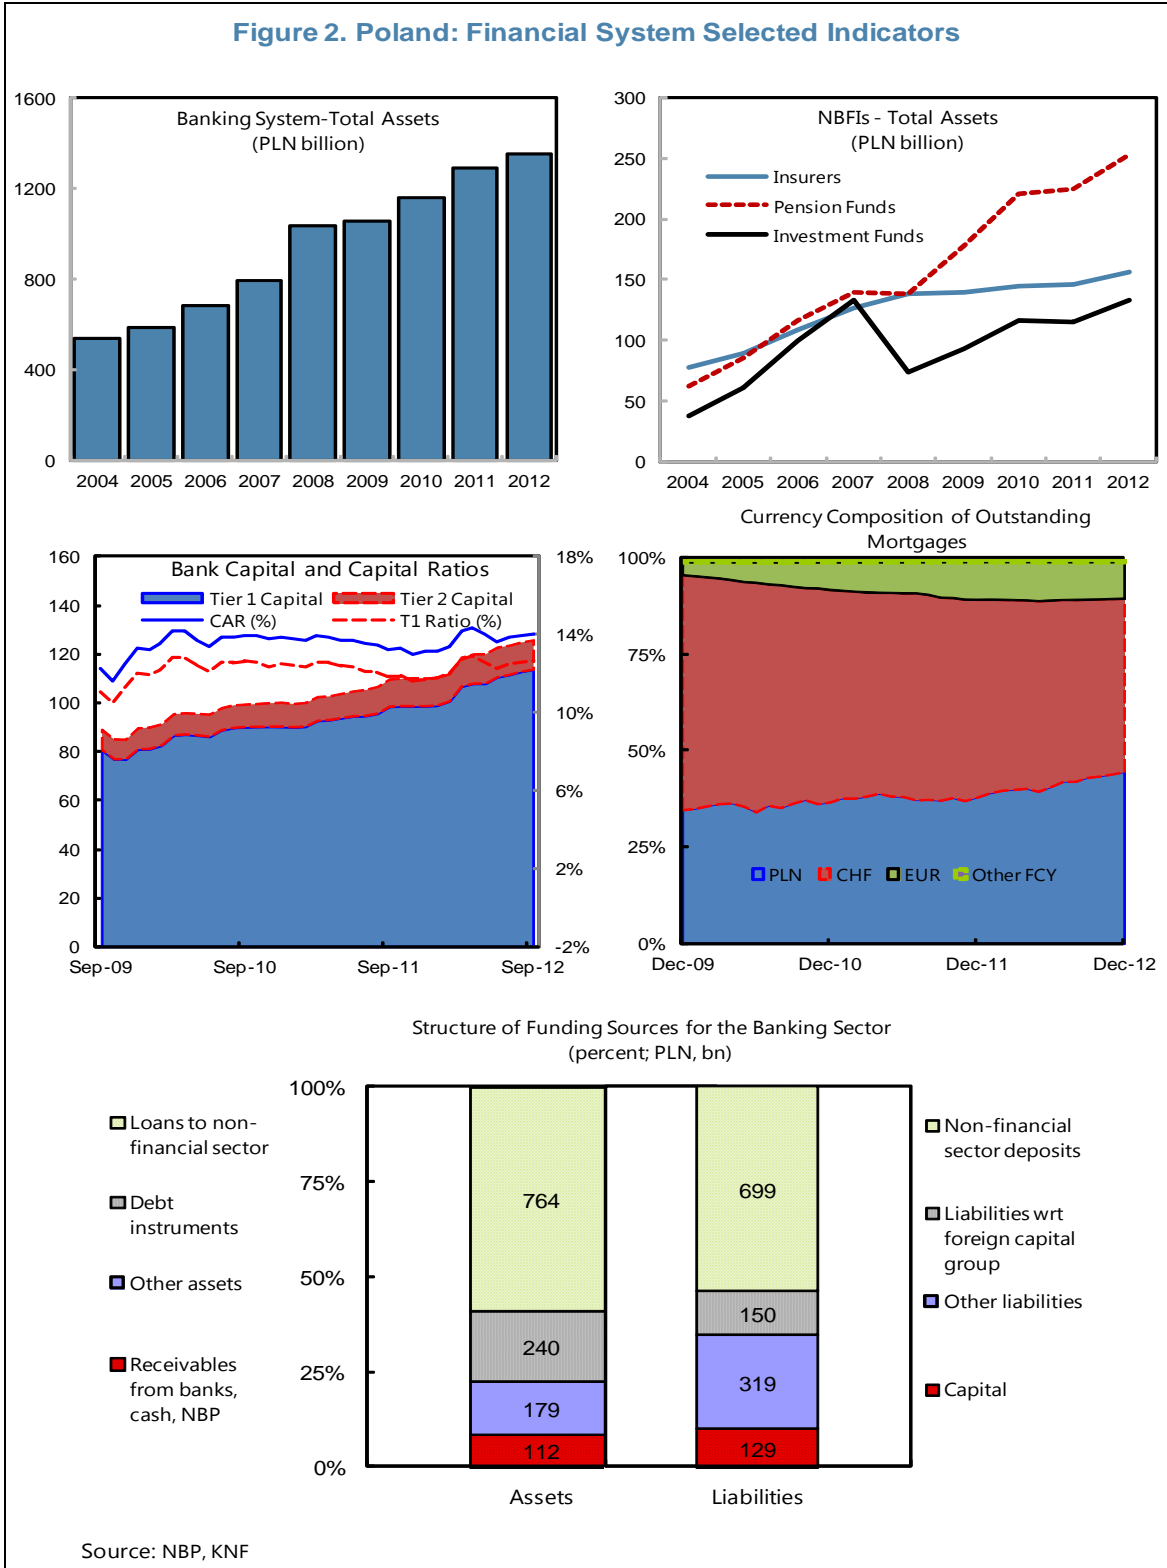 Figure 2. Poland: Financial System Selected Indicators
Banking System-Total Assets
(PLN billion)
1600
1200
800
400
0
2004 2005 2006 2007 2008 2009 2010 2011 2012
NBFIs - Total Assets
(PLN billion)
Insurers
Pension Funds
Investment Funds
300
250
200
150
100
50
0
2004 2005 2006 2007 2008 2009 2010 2011 2012
Bank Capital and Capital Ratios
Tier 1 Capital Tier 2 Capital
CAR (%) T1 Ratio (%)
160
140
120
100
80
60
40
20
0
18%
14%
10%
6%
2%
-2%
Sep-09 Sep-10 Sep-11 Sep-12
Currency Composition of Outstanding
Mortgages
100%
75%
50%
25%
0%
PLN CHF EUR Other FCY
Dec-09 Dec-10 Dec-11 Dec-12
Structure of Funding Sources for the Banking Sector
(percent; PLN, bn)
Loans to non-
financial sector
Debt
instruments
Other assets
Receivables
from banks,
cash, NBP
100%
75%
50%
25%
0%
764
240
179
112
699
150
319
129
Assets Liabilities
Non-financial
sector deposits
Liabilities wrt
foreign capital
group
Other liabilities
Capital
Source: NBP, KNF